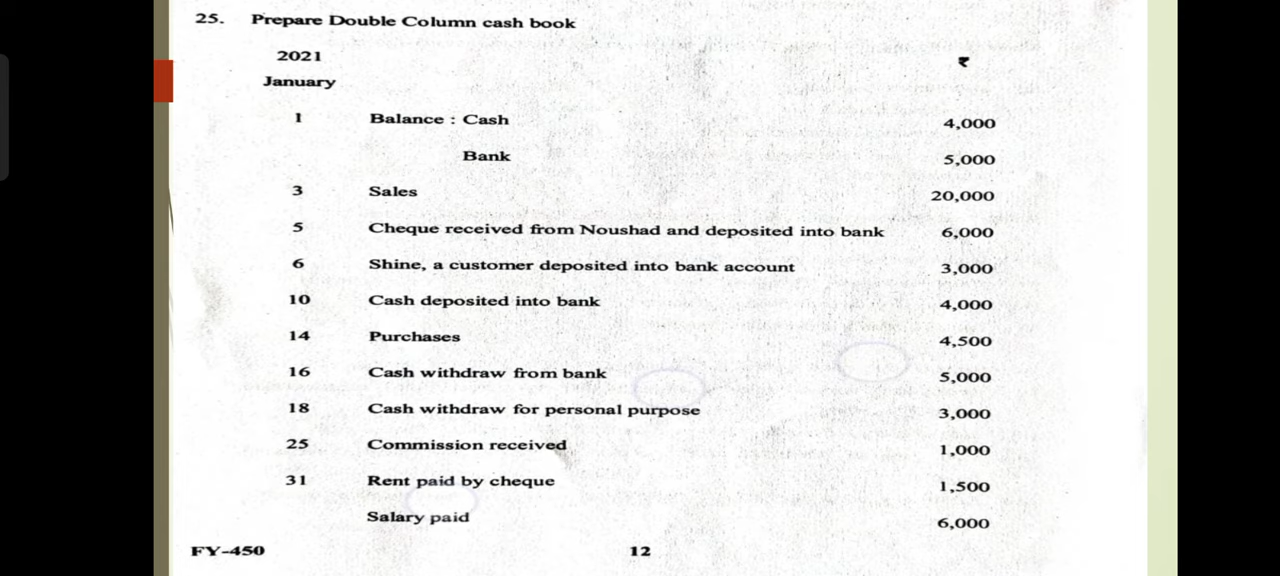 25. Prepare Double Column cash book
2021 ₹
January
1 Balance : Cash 4,000
Bank 5,000
3 Sales 20,000
5 Cheque received from Noushad and deposited into bank 6,000
6 Shine, a customer deposited into bank account 3,000
10 Cash deposited into bank 4,000
14 Purchases 4,500
16 Cash withdraw from bank 5,000
18 Cash withdraw for personal purpose 3,000
25 Commission received 1,000
31 Rent paid by cheque 1,500
Salary paid 6,000
FY-450 12